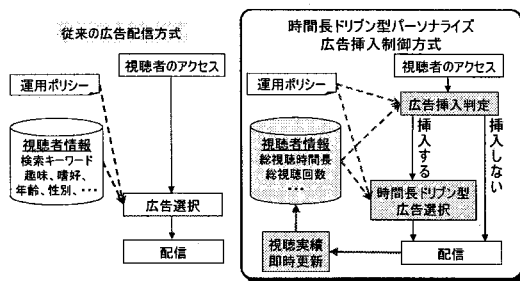 従来の広告配信方式
視聴者のアクセス
運用ポリシー
視聴者情報
検索キーワード
趣味、嗜好、
年齢、性別、・・・
広告選択
配信
時間長ドリブン型パーソナライズ
広告挿入制御方式
視聴者のアクセス
運用ポリシー
広告挿入判定
視聴者情報
総視聴時間長
総視聴回数
・・・
挿入する
挿入しない
時間長ドリブン型
広告選択
視聴実績
即時更新
配信